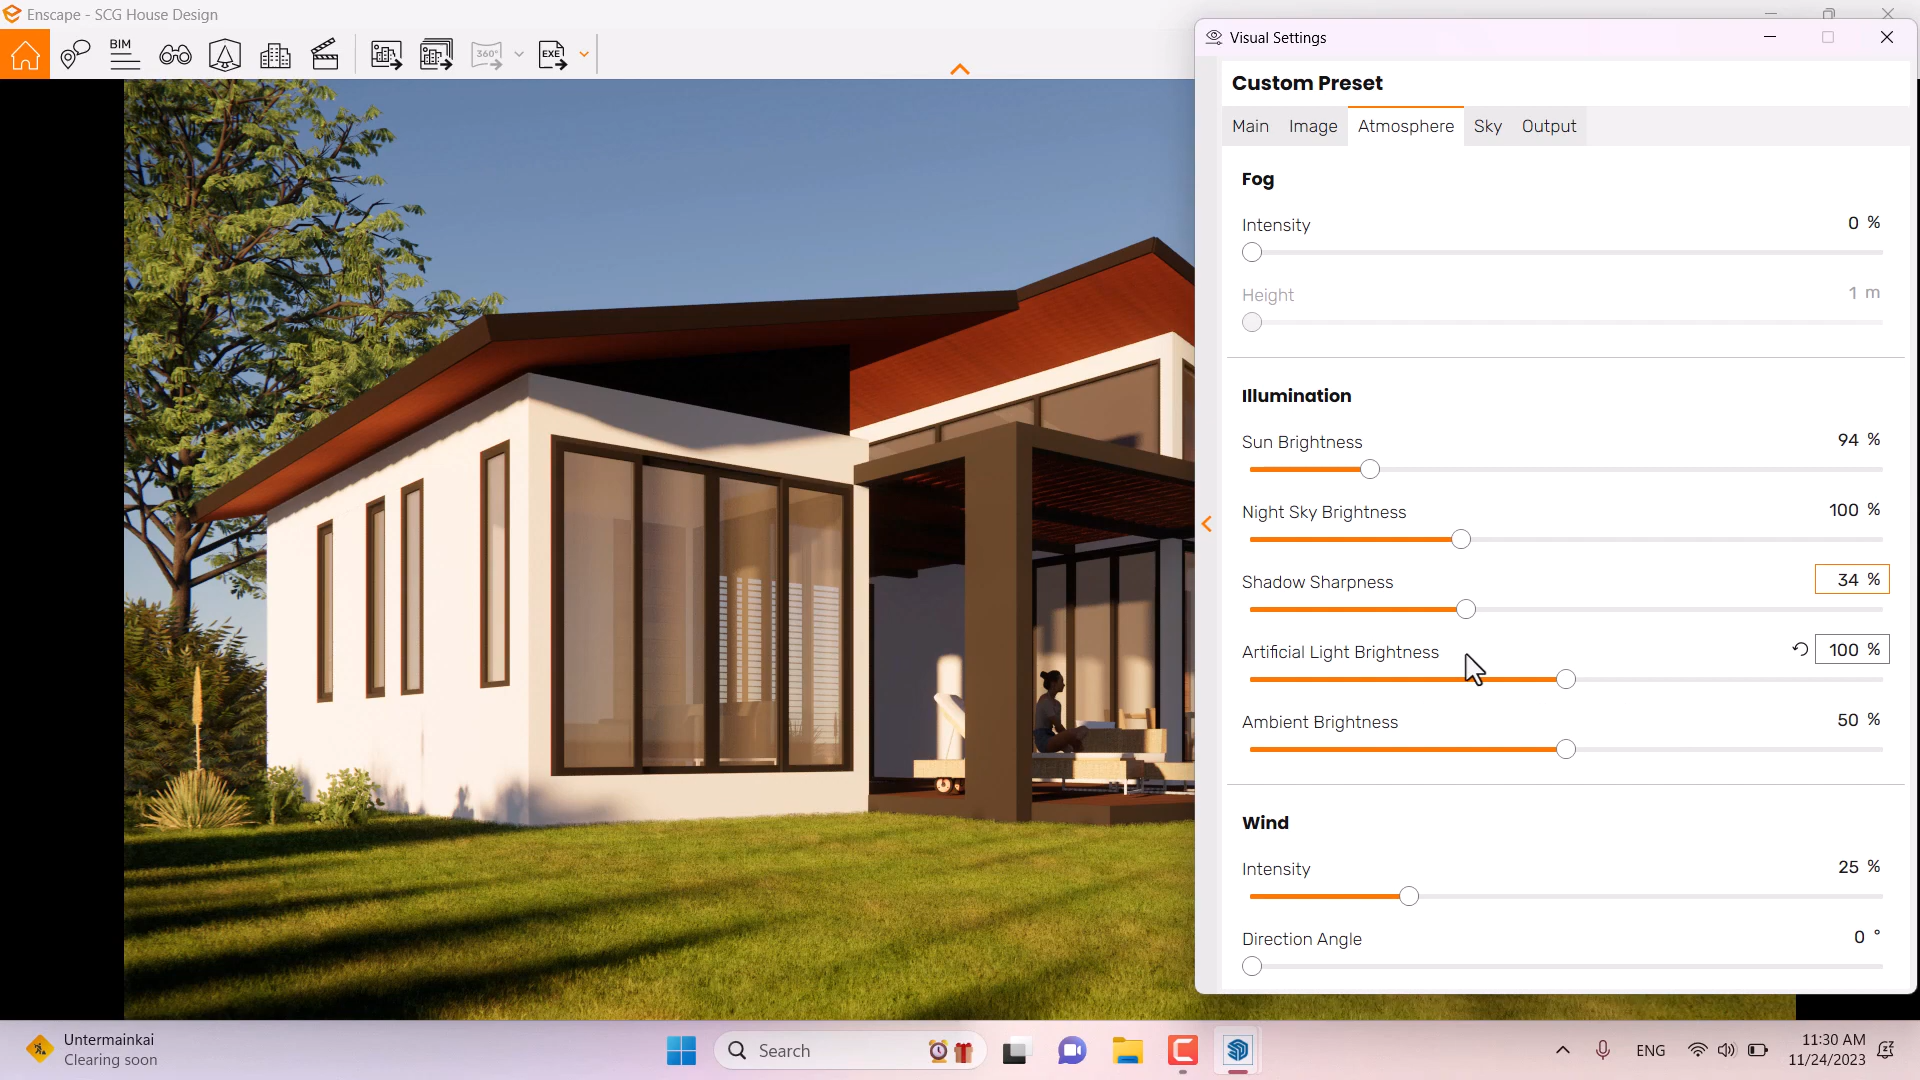 Enscape - SCG House Design
BIM
360°
EXE
Visual Settings
Custom Preset
Main Image Atmosphere Sky Output
Fog
Intensity 0 %
Height 1 m
Illumination
Sun Brightness 94 %
Night Sky Brightness 100 %
Shadow Sharpness 34 %
Artificial Light Brightness 100 %
Ambient Brightness 50 %
Wind
Intensity 25 %
Direction Angle 0 °
Untermainkai
Clearing soon
Search
ENG
11:30 AM
11/24/2023